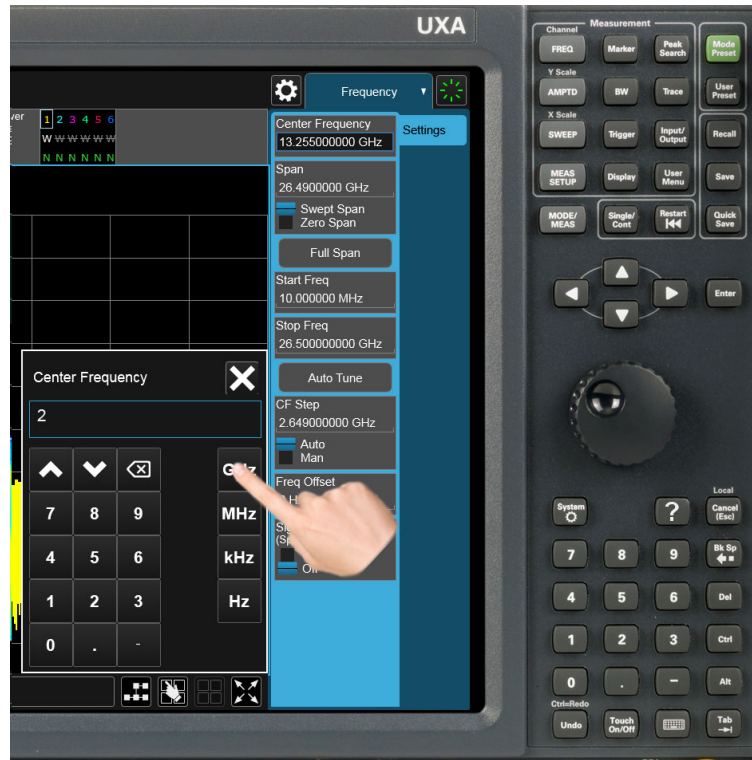 UXA
Frequency
ver
1 2 3 4 5 6
W W W W W W
N N N N N N
Center Frequency
13.255000000 GHz
Settings
Span
26.4900000 GHz
Swept Span
Zero Span
Full Span
Start Freq
10.000000 MHz
Stop Freq
26.500000000 GHz
Auto Tune
CF Step
2.649000000 GHz
Auto
Man
Freq Offset
Center Frequency
2
7 8 9 MHz
4 5 6 kHz
1 2 3 Hz
0 . -
Measurement
Channel
FREQ
Marker
Peak
Search
Mode
Preset
Y Scale
AMPTD
BW
Trace
User
Preset
X Scale
SWEEP
Trigger
Input/
Output
Recall
MEAS
SETUP
Display
User
Menu
Save
MODE/
MEAS
Single/
Cont
Restart
Quick
Save
Enter
System
?
Local
Cancel
(Esc)
7 8 9
Bk Sp
4 5 6 Del
1 2 3 Ctrl
0 . - Alt
Ctrl=Redo
Undo
Touch
On/Off
Tab